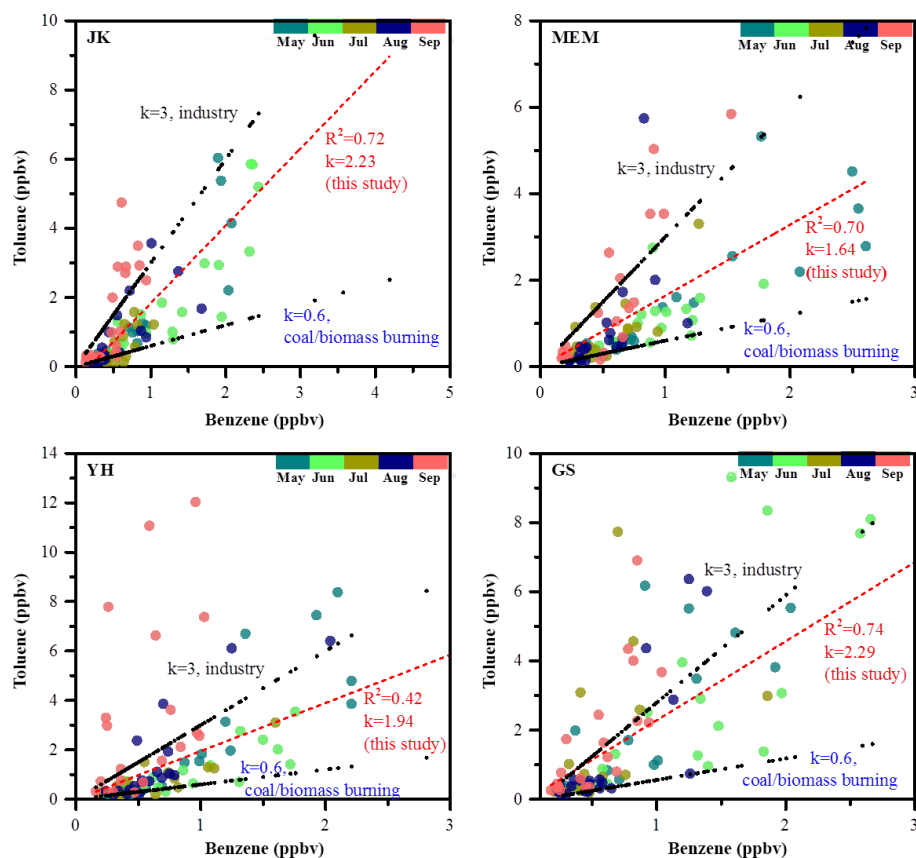 10
8
6
4
2
0
Toluene (ppbv)
JK
May Jun Jul Aug Sep
k=3, industry
R²=0.72
k=2.23
(this study)
k=0.6,
coal/biomass burning
0 1 2 3 4 5
Benzene (ppbv)
8
6
4
2
0
Toluene (ppbv)
MEM
May Jun Jul Aug Sep
k=3, industry
R²=0.70
k=1.64
(this study)
k=0.6,
coal/biomass burning
0 1 2 3
Benzene (ppbv)
14
12
10
8
6
4
2
0
Toluene (ppbv)
YH
May Jun Jul Aug Sep
k=3, industry
R²=0.42
k=1.94
(this study)
k=0.6,
coal/biomass burning
0 1 2 3
Benzene (ppbv)
10
8
6
4
2
0
Toluene (ppbv)
GS
May Jun Jul Aug Sep
k=3, industry
R²=0.74
k=2.29
(this study)
k=0.6,
coal/biomass burning
0 1 2 3
Benzene (ppbv)